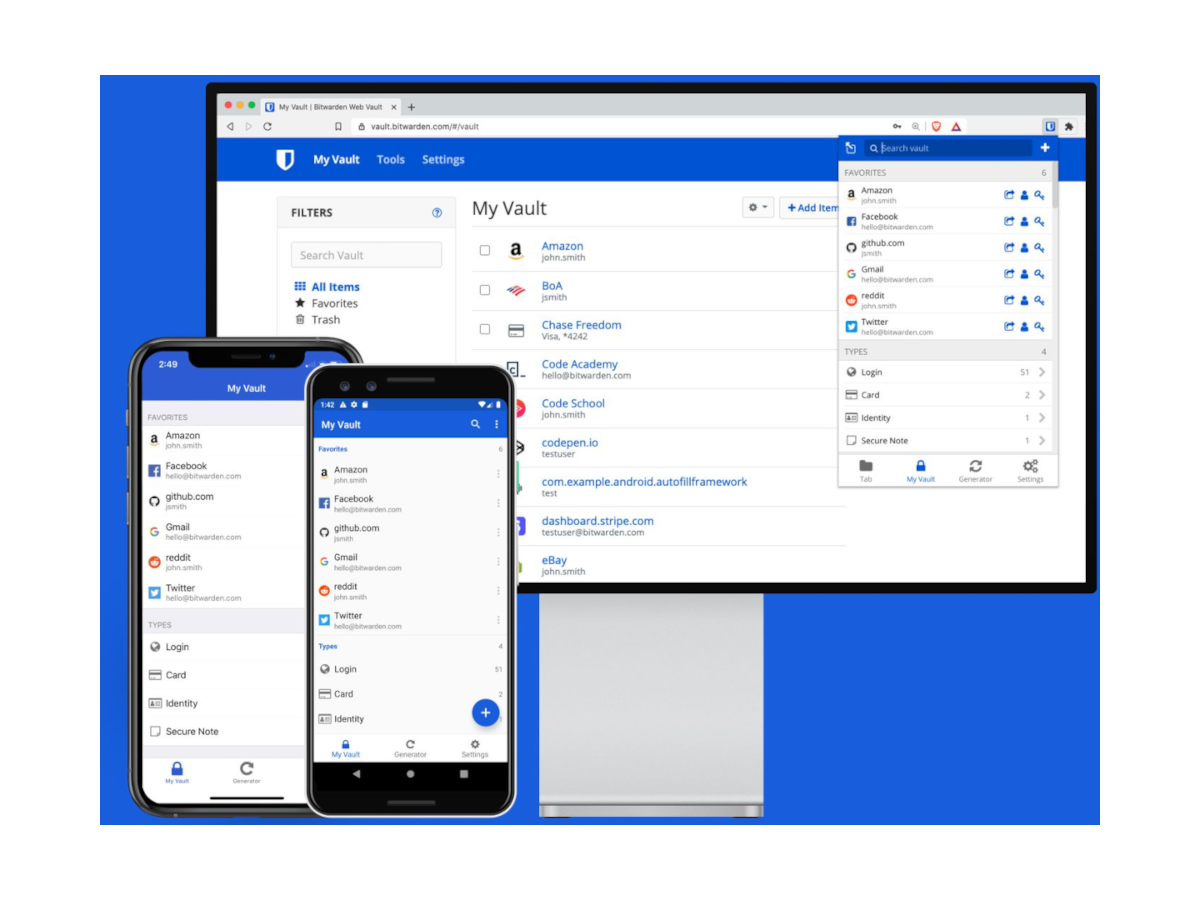 My Vault | Bitwarden Web Vault
vault.bitwarden.com/#/vault
My Vault Tools Settings
FILTERS
Search Vault
All Items
Favorites
Trash
My Vault
+ Add Item
Amazon
john.smith
BoA
jsmith
Chase Freedom
Visa, *4242
Code Academy
hello@bitwarden.com
Code School
john.smith
codepen.io
testuser
com.example.android.autofillframework
test
dashboard.stripe.com
testuser@bitwarden.com
eBay
john.smith
Search vault
FAVORITES 6
Amazon
john.smith
Facebook
hello@bitwarden.com
github.com
jsmith
Gmail
hello@bitwarden.com
reddit
john.smith
Twitter
hello@bitwarden.com
TYPES 4
Login 51
Card 2
Identity 1
Secure Note 1
Tab My Vault Generator Settings
2:49
My Vault
FAVORITES
Amazon
john.smith
Facebook
hello@bitwarden.com
github.com
jsmith
Gmail
hello@bitwarden.com
reddit
john.smith
Twitter
hello@bitwarden.com
TYPES
Login
Card
Identity
Secure Note
My Vault Generator
1:42
My Vault
Favorites 6
Amazon
john.smith
Facebook
hello@bitwarden.com
github.com
jsmith
Gmail
hello@bitwarden.com
reddit
john.smith
Twitter
hello@bitwarden.com
Types 4
Login 51
Card 2
Identity
My Vault Generator Settings